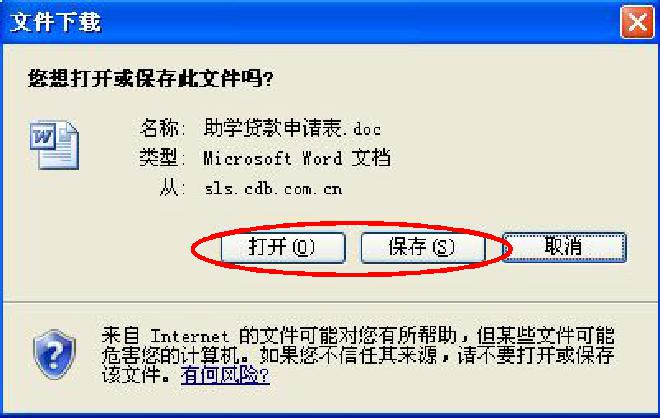 文件下载
您想打开或保存此文件吗?
名称: 助学贷款申请表.doc
类型: Microsoft Word 文档
从: sls.cdb.com.cn
打开(O) 保存(S) 取消
来自 Internet 的文件可能对您有所帮助，但某些文件可能
危害您的计算机。如果您不信任其来源，请不要打开或保存
该文件。有何风险?